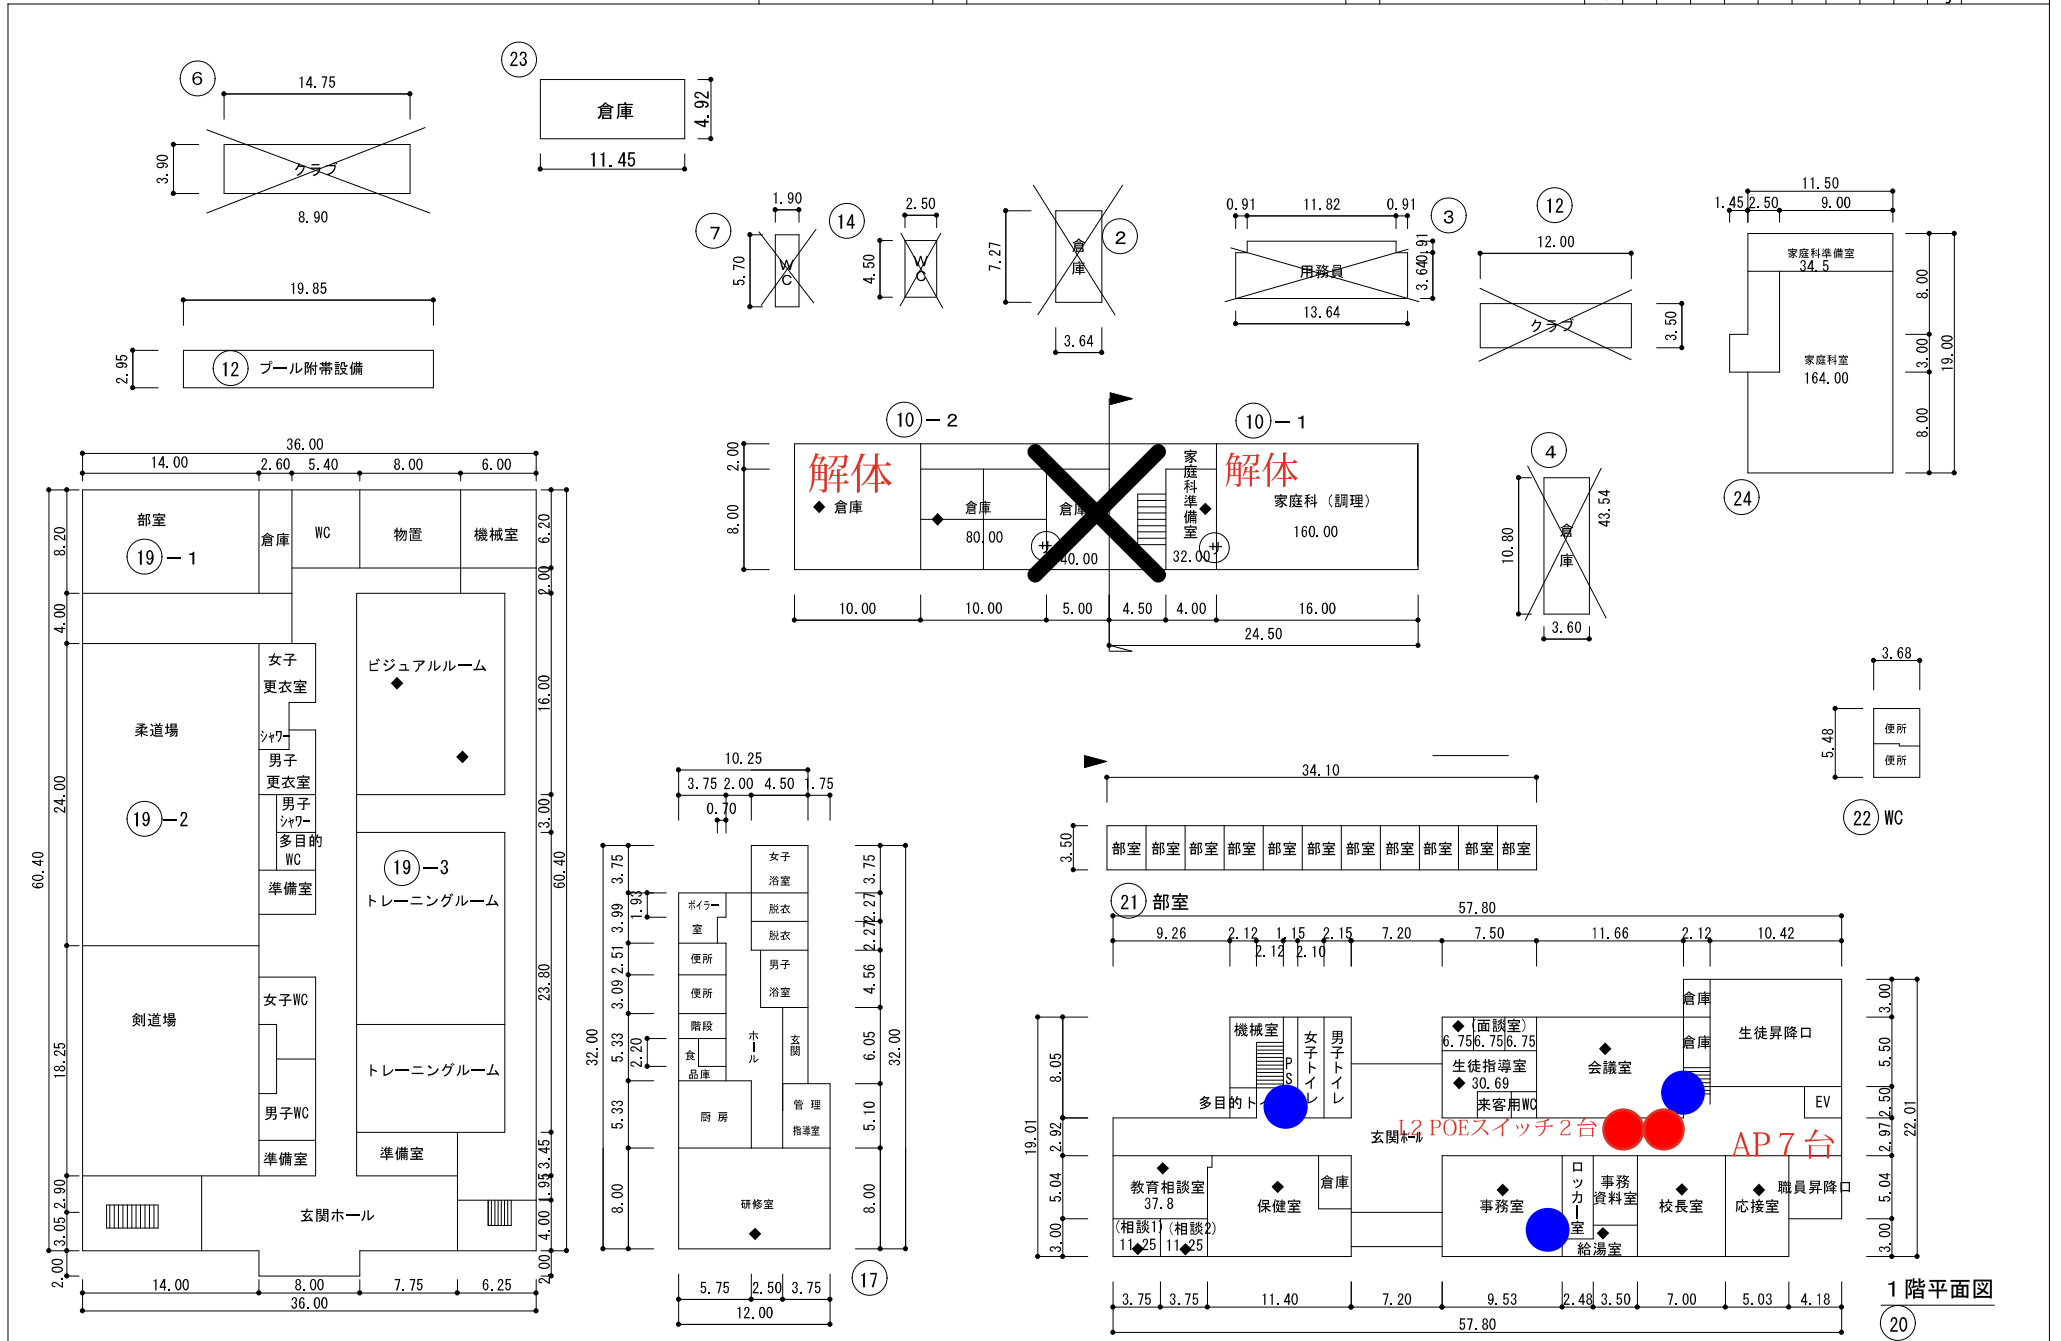 6
14.75
3.90
クラブ
8.90
23
倉庫
4.92
11.45
7
1.90
5.70
WC
14
2.50
4.50
WC
2
7.27
倉庫
3.64
0.91
11.82
0.91
3
用務員
0.91
3.64
13.64
12
12.00
クラブ
3.50
11.50
1.45
2.50
9.00
家庭科準備室
34.5
家庭科室
164.00
8.00
3.00
8.00
19.00
24
19.85
2.95
12
プール附帯設備
10-2
10-1
2.00
8.00
解体
倉庫
倉庫
80.00
倉庫
40.00
サ
家庭科準備室
32.00
サ
解体
家庭科(調理)
160.00
10.00
10.00
5.00
4.50
4.00
16.00
24.50
4
10.80
倉庫
43.54
3.60
36.00
14.00
2.60
5.40
8.00
6.00
部室
19-1
倉庫
WC
物置
機械室
8.20
4.00
24.00
18.25
2.90
3.05
2.00
60.40
6.20
2.00
16.00
3.00
23.80
3.45
1.95
4.00
2.00
60.40
女子
更衣室
シャワー
男子
更衣室
男子
シャワー
多目的
WC
準備室
ビジュアルルーム
柔道場
19-2
19-3
トレーニングルーム
剣道場
女子WC
男子WC
準備室
トレーニングルーム
準備室
玄関ホール
14.00
8.00
7.75
6.25
36.00
10.25
3.75
2.00
4.50
1.75
0.70
3.75
3.99
1.93
2.51
3.09
5.33
2.20
5.33
8.00
32.00
女子
浴室
ボイラー
室
脱衣
脱衣
便所
男子
浴室
便所
階段
ホール
玄関
食
品庫
厨房
管理
指導室
研修室
3.75
2.27
2.27
4.56
6.05
5.10
8.00
32.00
5.75
2.50
3.75
12.00
17
3.68
5.48
便所
便所
22 WC
34.10
3.50
部室 部室 部室 部室 部室 部室 部室 部室 部室 部室 部室
21 部室
57.80
9.26
2.12
2.12
1.15
2.10
2.15
7.20
7.50
11.66
2.12
10.42
8.05
2.92
5.04
3.00
19.01
機械室
PS
女子トイレ
男子トイレ
多目的ト
(面談室)
6.75 6.75 6.75
生徒指導室
30.69
来客用WC
会議室
倉庫
倉庫
生徒昇降口
EV
玄関ホール
L2 POEスイッチ2台
AP7台
教育相談室
37.8
(相談1)
11.25
(相談2)
11.25
保健室
倉庫
事務室
ロッカー室
事務
資料室
給湯室
校長室
応接室
職員昇降口
3.00
5.50
2.50
2.97
5.04
3.00
22.01
3.75
3.75
11.40
7.20
9.53
2.48
3.50
7.00
5.03
4.18
57.80
1階平面図
20